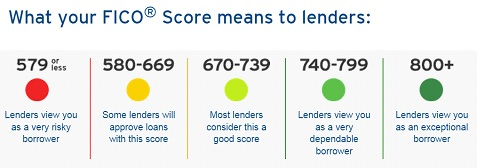 What your FICO® Score means to lenders:
579 or less
580-669
670-739
740-799
800+
Lenders view you
as a very risky
borrower
Some lenders will
approve loans
with this score
Most lenders
consider this a
good score
Lenders view you
as a very
dependable
borrower
Lenders view you
as an exceptional
borrower